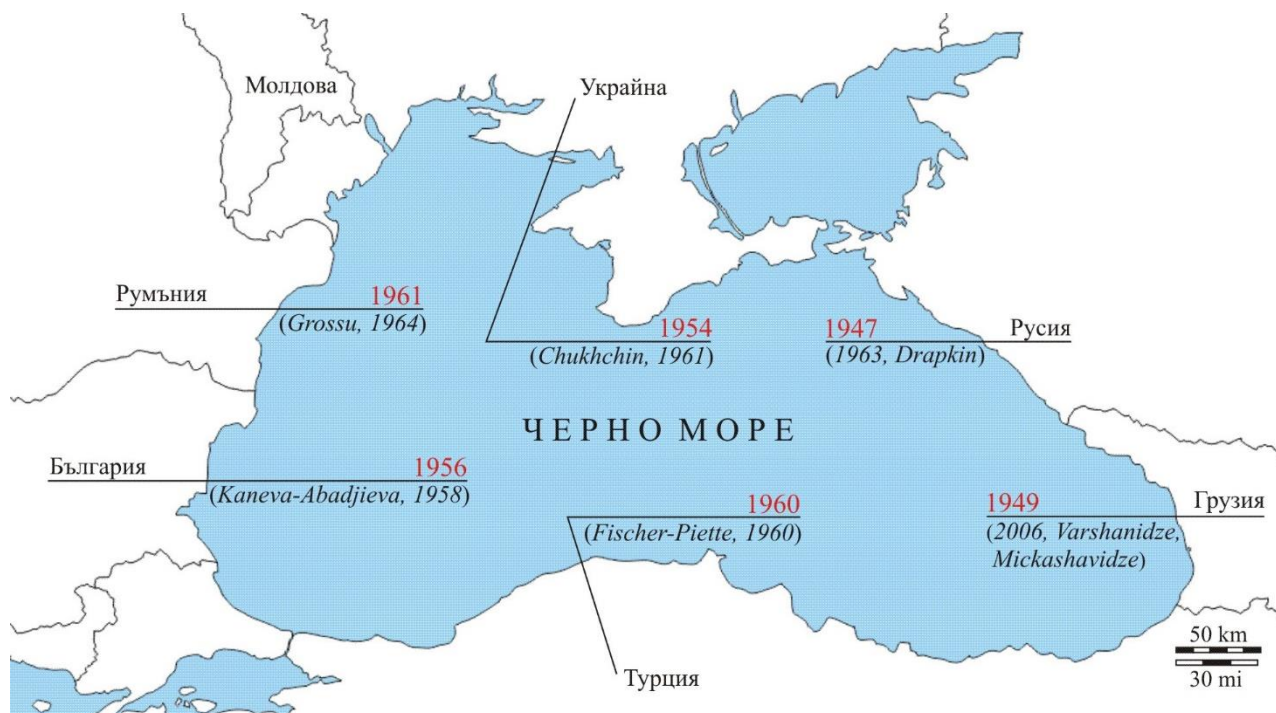 Молдова
Украйна
Румъния
1961
(Grossu, 1964)
1954
(Chukhchin, 1961)
1947
(1963, Drapkin)
Русия
ЧЕРНО МОРЕ
България
1956
(Kaneva-Abadjieva, 1958)
1960
(Fischer-Piette, 1960)
1949
(2006, Varshanidze,
Mickashavidze)
Грузия
Турция
50 km
30 mi